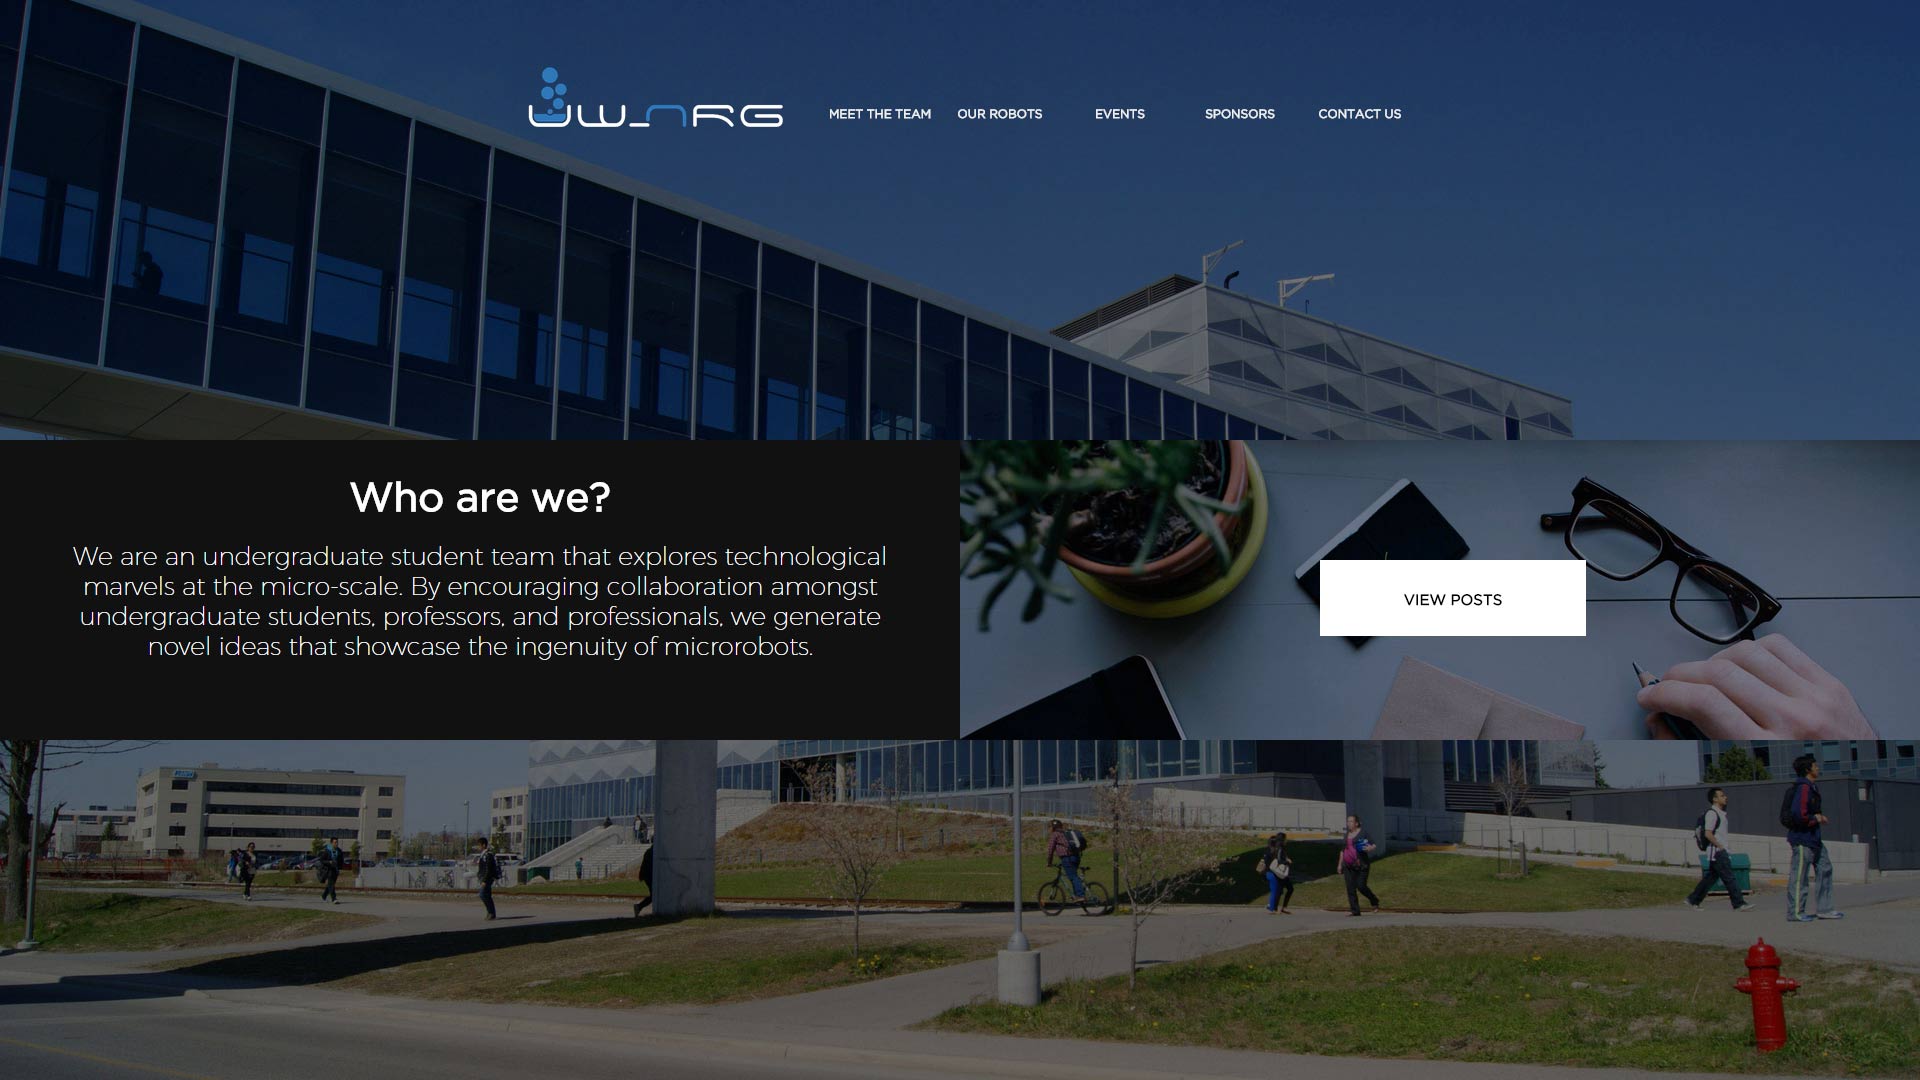 UW_NRG
MEET THE TEAM
OUR ROBOTS
EVENTS
SPONSORS
CONTACT US
Who are we?
We are an undergraduate student team that explores technological
marvels at the micro-scale. By encouraging collaboration amongst
undergraduate students, professors, and professionals, we generate
novel ideas that showcase the ingenuity of microrobots.
VIEW POSTS